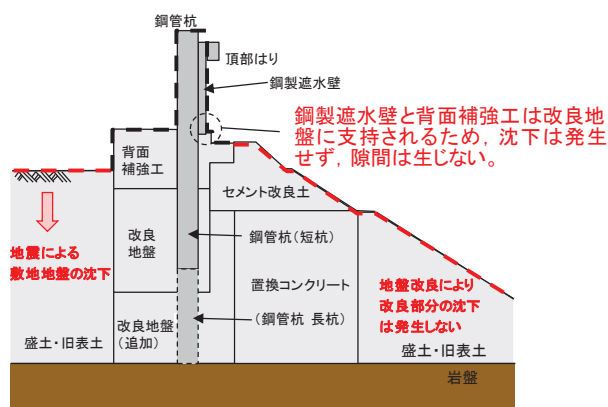 鋼管杭
頂部はり
鋼製遮水壁
鋼製遮水壁と背面補強工は改良地
盤に支持されるため，沈下は発生
せず，隙間は生じない。
背面
補強工
セメント改良土
地震による
敷地地盤の沈下
改良
地盤
鋼管杭（短杭）
置換コンクリート
地盤改良により
改良部分の沈下
は発生しない
改良地盤
（追加）
（鋼管杭 長杭）
盛土・旧表土
盛土・旧表土
岩盤